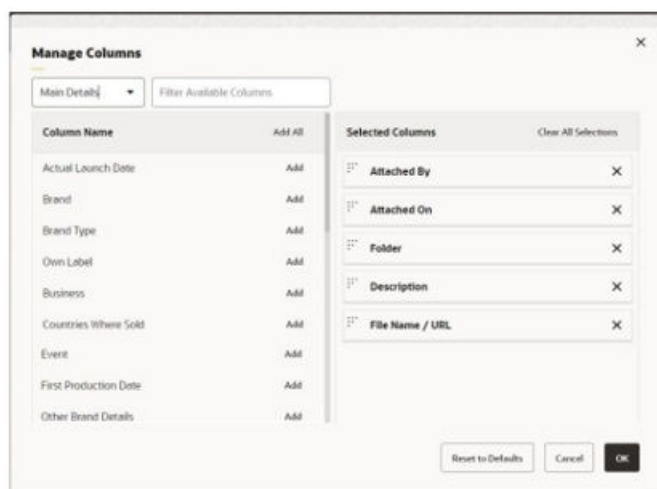 Manage Columns
Main Details
Filter Available Columns
Column Name
Add All
Actual Launch Date
Add
Brand
Add
Brand Type
Add
Own Label
Add
Business
Add
Countries Where Sold
Add
Event
Add
First Production Date
Add
Other Brand Details
Add
Selected Columns
Clear All Selections
Attached By
Attached On
Folder
Description
File Name / URL
Reset to Defaults
Cancel
OK